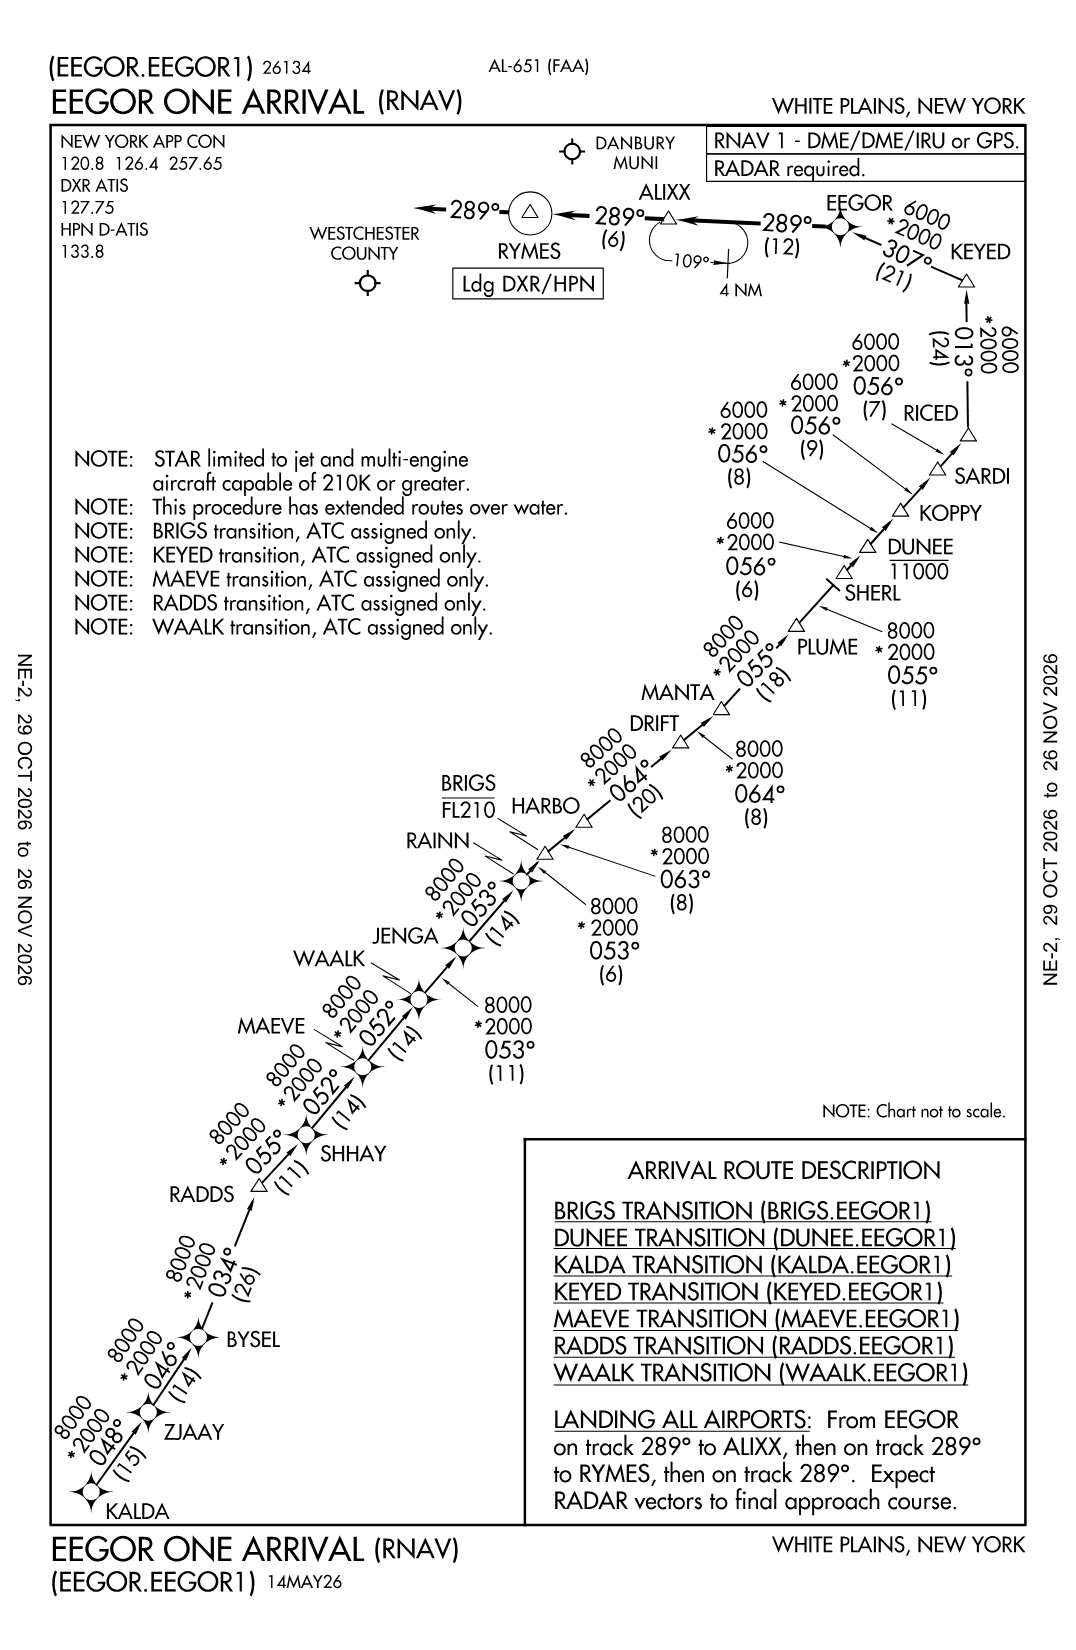 (EEGOR.EEGOR1) 26134
AL-651 (FAA)
EEGOR ONE ARRIVAL (RNAV)
WHITE PLAINS, NEW YORK
NEW YORK APP CON
120.8 126.4 257.65
DXR ATIS
127.75
HPN D-ATIS
133.8
DANBURY
MUNI
RNAV 1 - DME/DME/IRU or GPS.
RADAR required.
WESTCHESTER
COUNTY
289°
RYMES
Ldg DXR/HPN
289°
(6)
ALIXX
109°
4 NM
289°
(12)
EEGOR
6000
*2000
307°
(21)
KEYED
6000
*2000
013°
(24)
6000
*2000
056°
(7)
RICED
6000
*2000
056°
(9)
SARDI
6000
*2000
056°
(8)
KOPPY
6000
*2000
056°
(6)
DUNEE
11000
SHERL
NOTE: STAR limited to jet and multi-engine
aircraft capable of 210K or greater.
NOTE: This procedure has extended routes over water.
NOTE: BRIGS transition, ATC assigned only.
NOTE: KEYED transition, ATC assigned only.
NOTE: MAEVE transition, ATC assigned only.
NOTE: RADDS transition, ATC assigned only.
NOTE: WAALK transition, ATC assigned only.
8000
*2000
055°
(11)
PLUME
8000
*2000
055°
(18)
MANTA
DRIFT
8000
*2000
064°
(8)
8000
*2000
064°
(20)
BRIGS
FL210
HARBO
8000
*2000
063°
(8)
RAINN
8000
*2000
053°
(6)
8000
*2000
053°
(14)
JENGA
WAALK
8000
*2000
053°
(11)
8000
*2000
052°
(14)
MAEVE
8000
*2000
052°
(14)
SHHAY
8000
*2000
055°
(11)
RADDS
8000
*2000
034°
(26)
BYSEL
8000
*2000
046°
(14)
ZJAAY
8000
*2000
048°
(15)
KALDA
NOTE: Chart not to scale.
ARRIVAL ROUTE DESCRIPTION
BRIGS TRANSITION (BRIGS.EEGOR1)
DUNEE TRANSITION (DUNEE.EEGOR1)
KALDA TRANSITION (KALDA.EEGOR1)
KEYED TRANSITION (KEYED.EEGOR1)
MAEVE TRANSITION (MAEVE.EEGOR1)
RADDS TRANSITION (RADDS.EEGOR1)
WAALK TRANSITION (WAALK.EEGOR1)
LANDING ALL AIRPORTS: From EEGOR
on track 289° to ALIXX, then on track 289°
to RYMES, then on track 289°. Expect
RADAR vectors to final approach course.
NE-2, 29 OCT 2026 to 26 NOV 2026
NE-2, 29 OCT 2026 to 26 NOV 2026
EEGOR ONE ARRIVAL (RNAV)
WHITE PLAINS, NEW YORK
(EEGOR.EEGOR1) 14MAY26